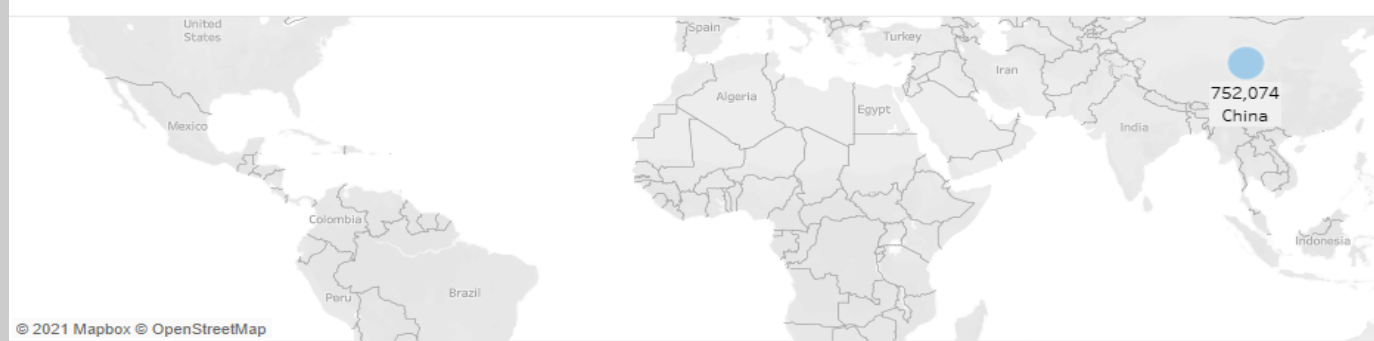 United
States
Spain
Turkey
Iran
752,074
China
Algeria
Egypt
Mexico
India
Colombia
Indonesia
Peru
Brazil
© 2021 Mapbox © OpenStreetMap